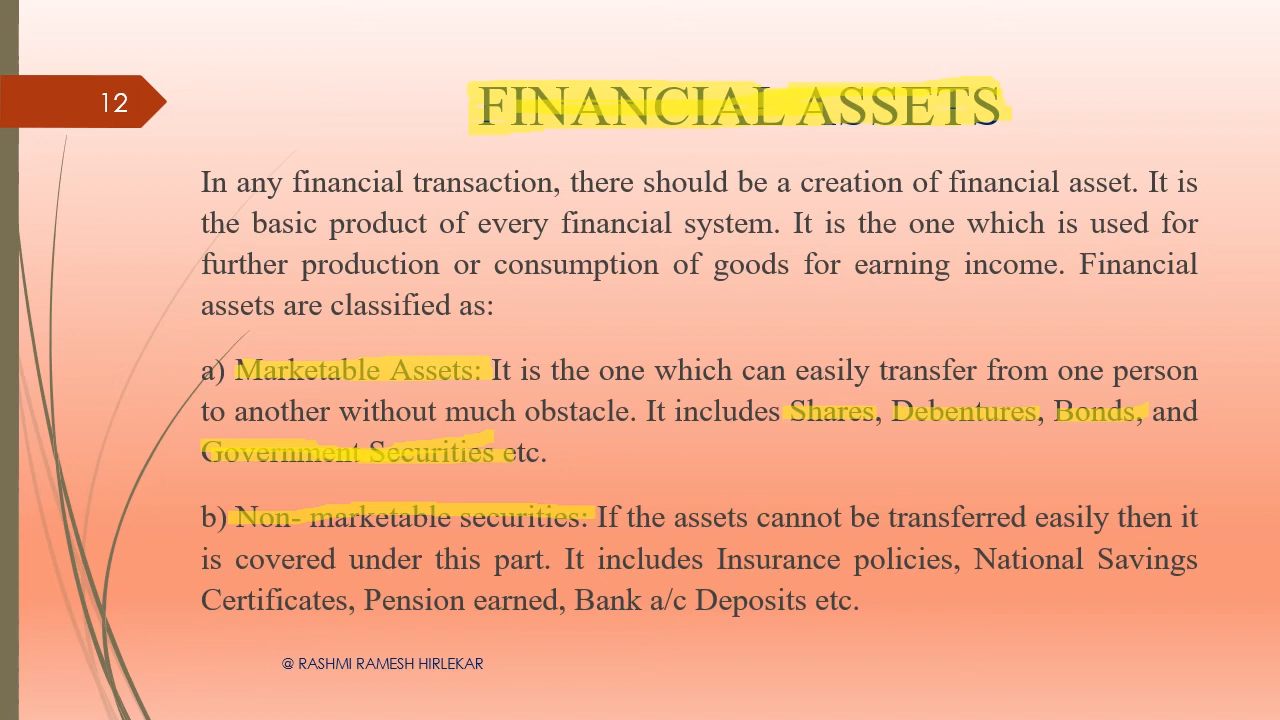 12
FINANCIAL ASSETS
In any financial transaction, there should be a creation of financial asset. It is
the basic product of every financial system. It is the one which is used for
further production or consumption of goods for earning income. Financial
assets are classified as:
a) Marketable Assets: It is the one which can easily transfer from one person
to another without much obstacle. It includes Shares, Debentures, Bonds, and
Government Securities etc.
b) Non- marketable securities: If the assets cannot be transferred easily then it
is covered under this part. It includes Insurance policies, National Savings
Certificates, Pension earned, Bank a/c Deposits etc.
@ RASHMI RAMESH HIRLEKAR